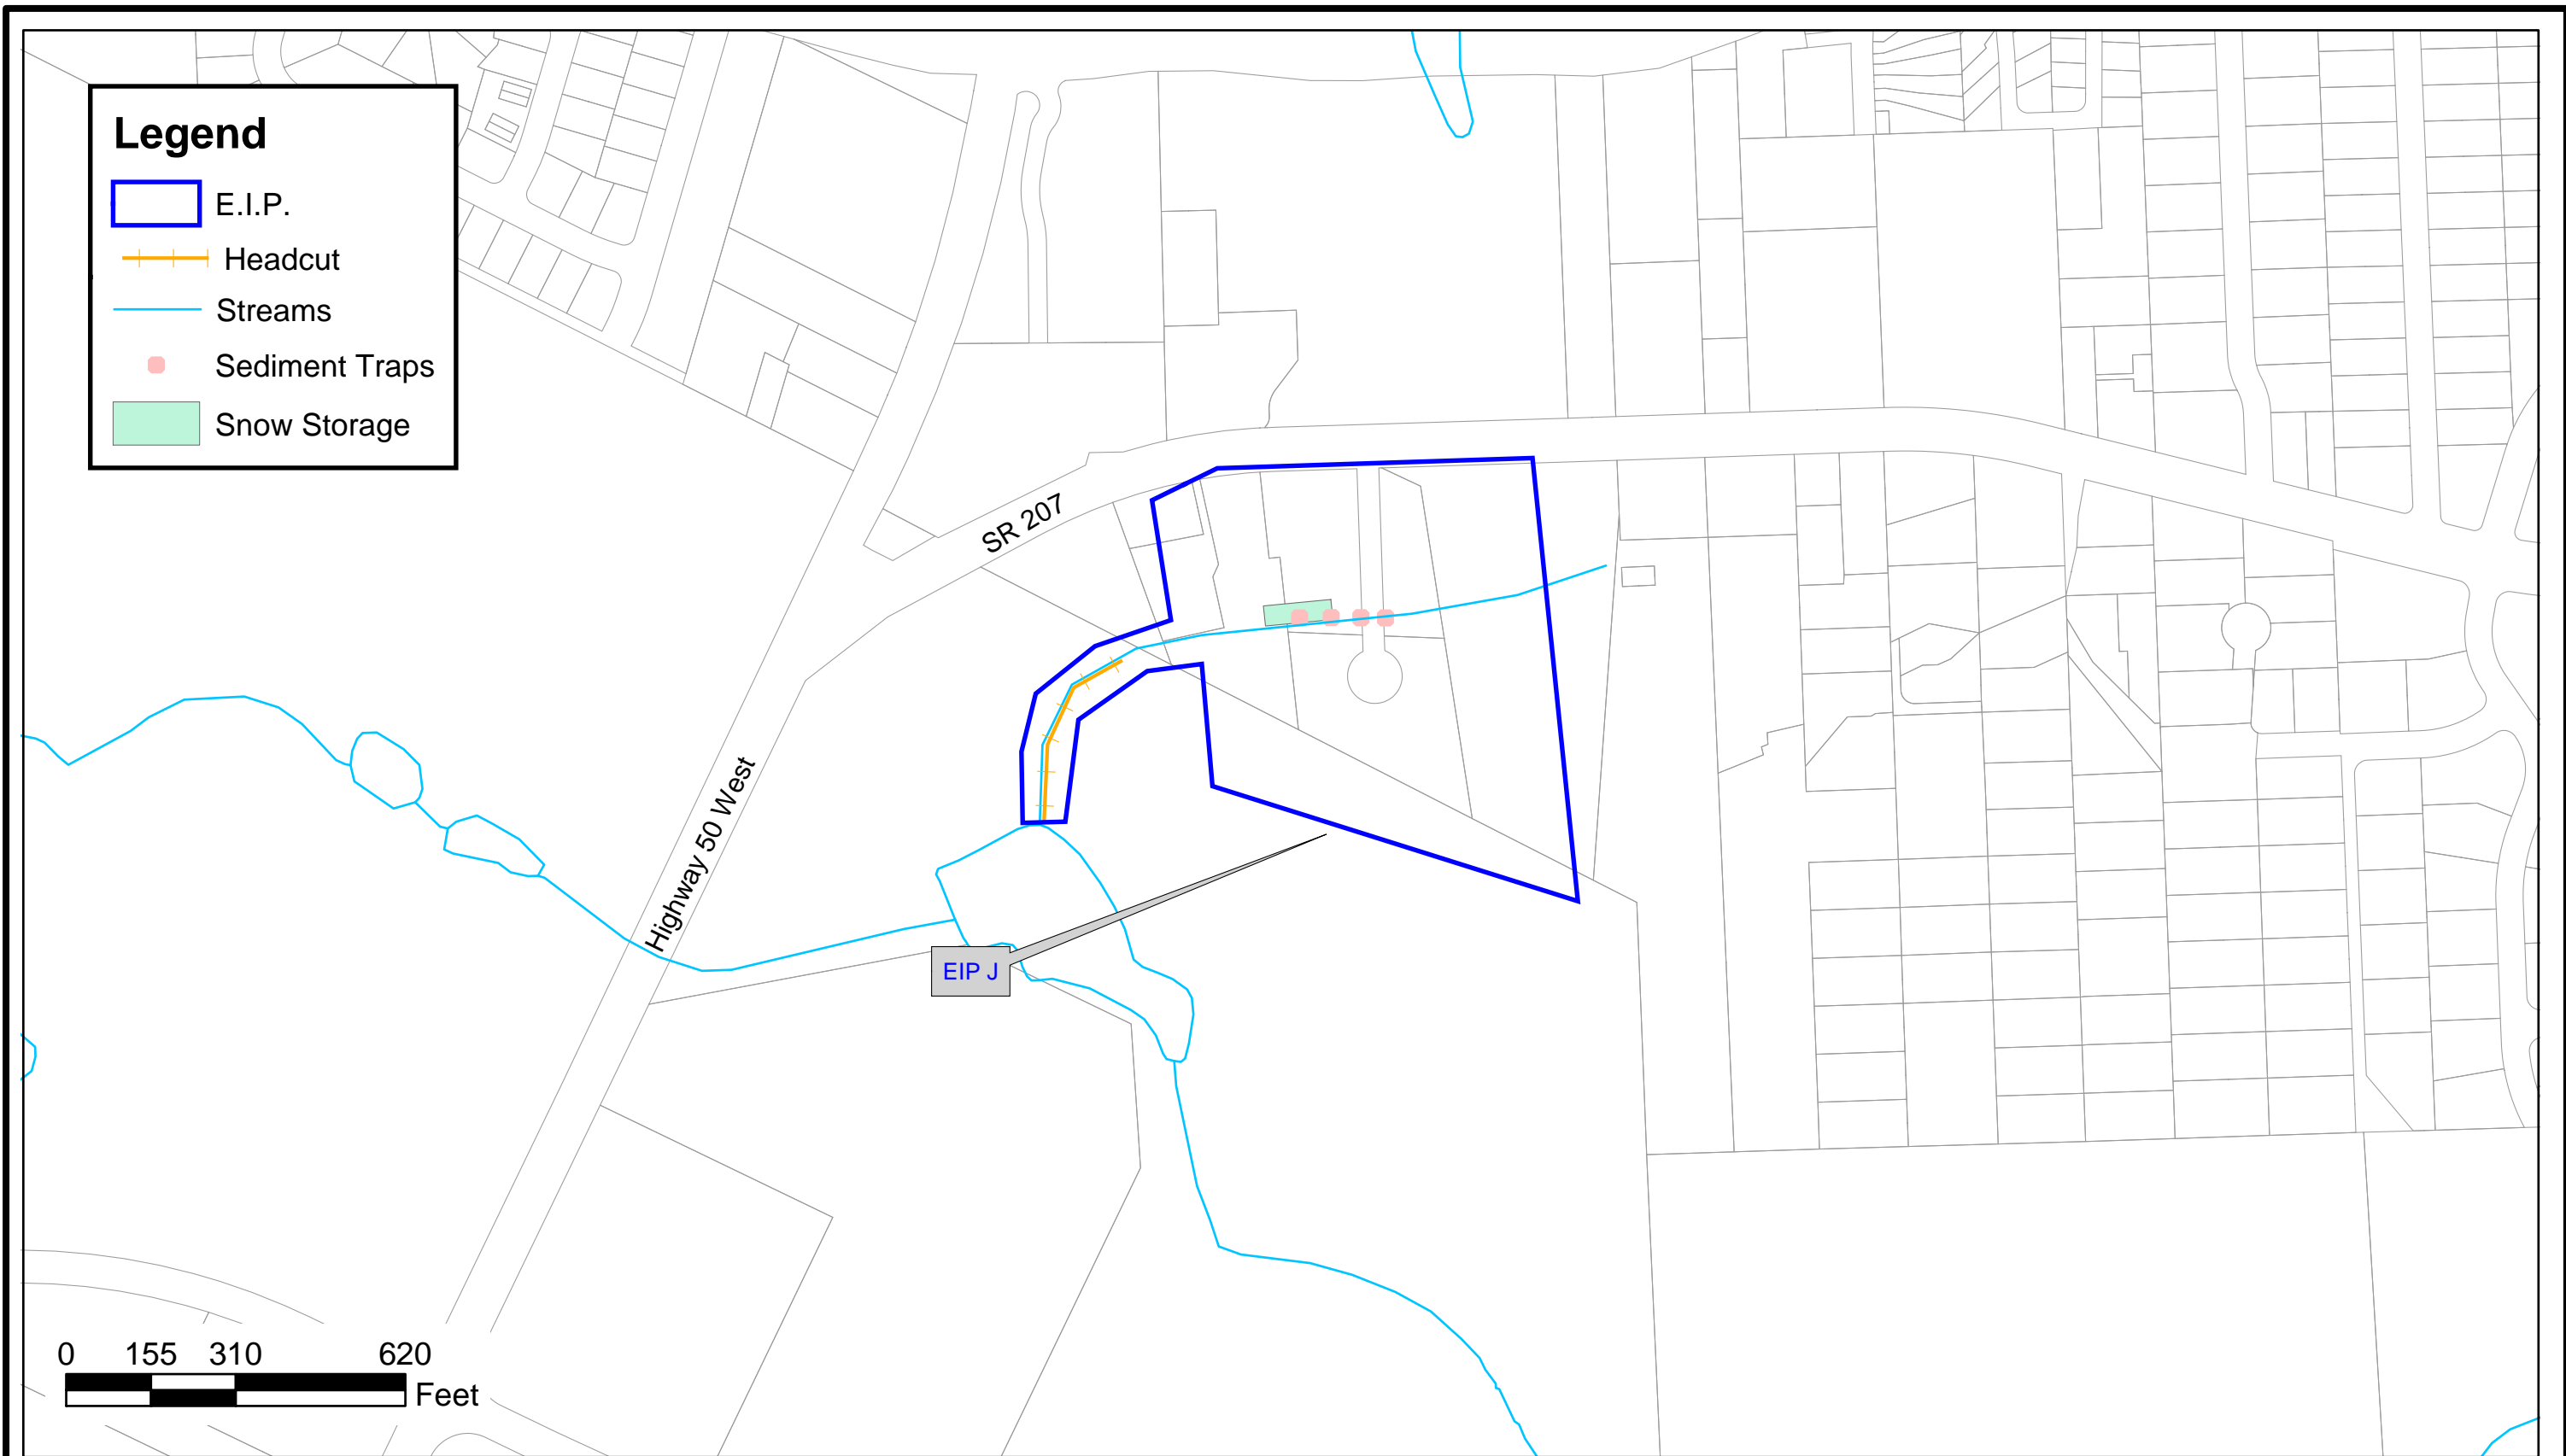 Legend
E.I.P.
Headcut
Streams
Sediment Traps
Snow Storage
SR 207
Highway 50 West
EIP J
0 155 310 620
Feet